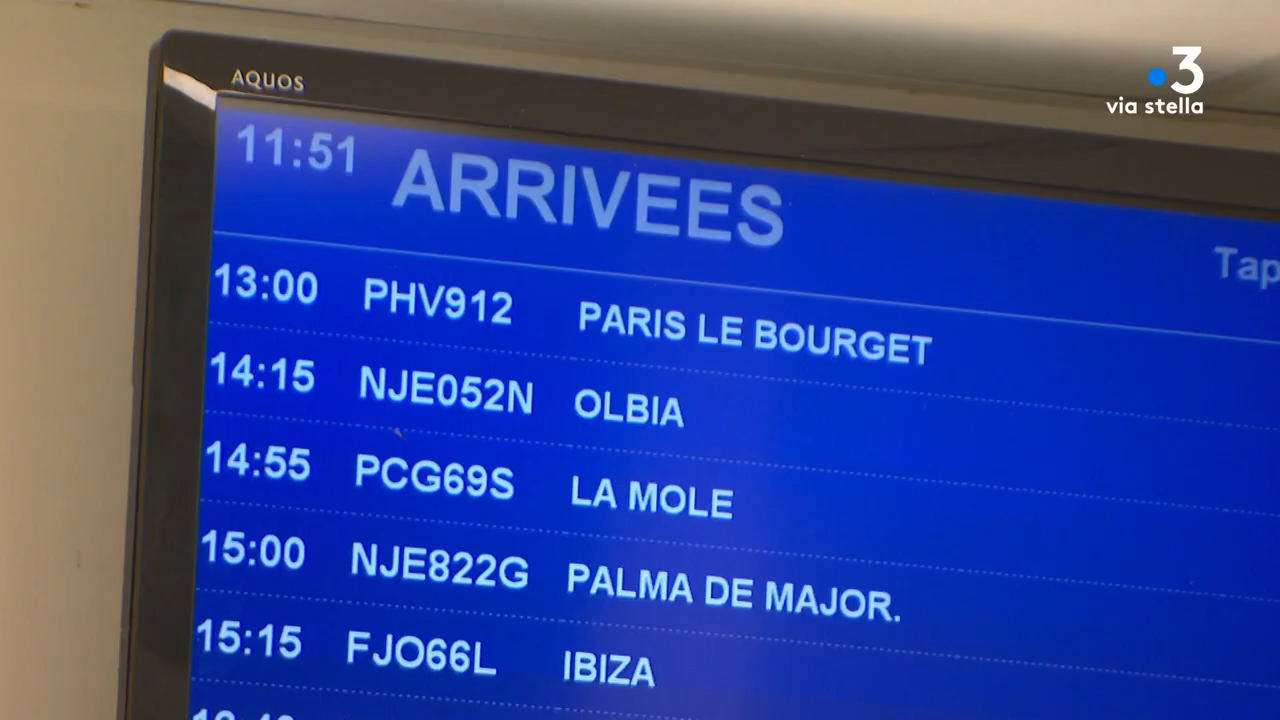 3
via stella
AQUOS
11:51 ARRIVEES
Tap
13:00 PHV912 PARIS LE BOURGET
14:15 NJE052N OLBIA
14:55 PCG69S LA MOLE
15:00 NJE822G PALMA DE MAJOR.
15:15 FJO66L IBIZA